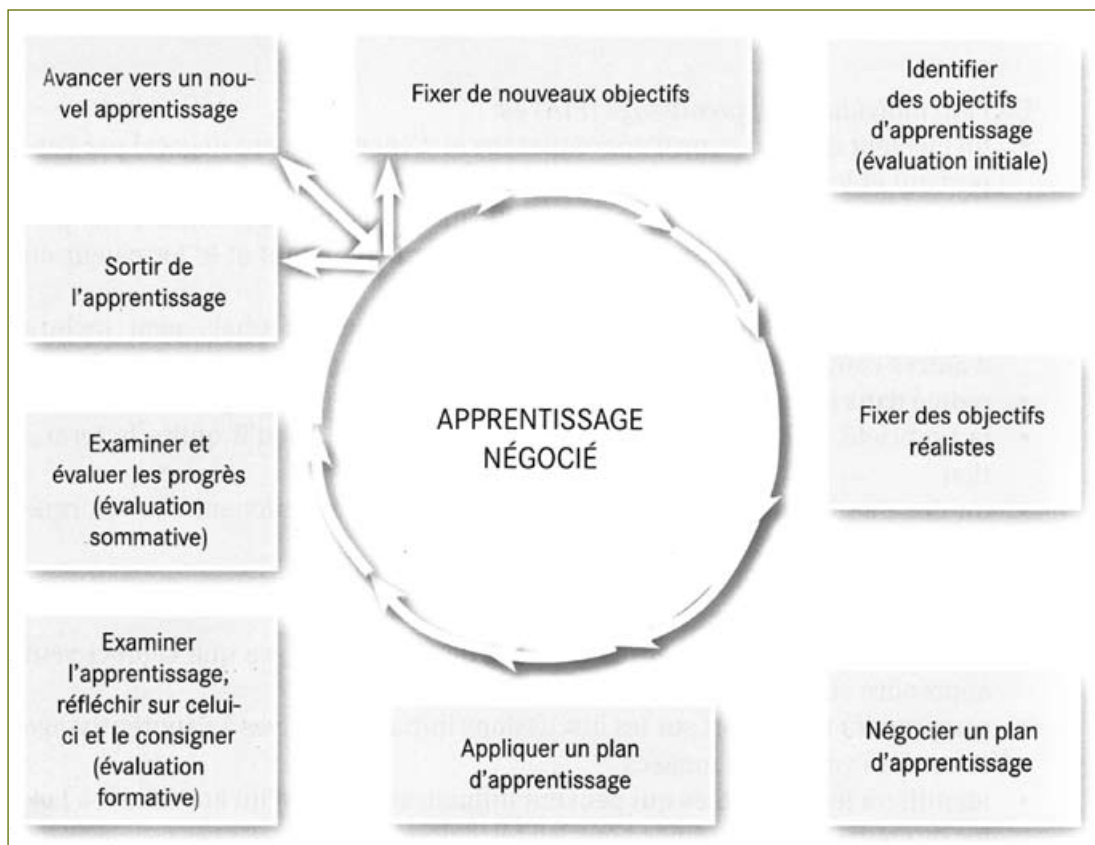 Avancer vers un nou-
vel apprentissage
Fixer de nouveaux objectifs
Identifier
des objectifs
d'apprentissage
(évaluation initiale)
Sortir de
l'apprentissage
APPRENTISSAGE
NÉGOCIÉ
Fixer des objectifs
réalistes
Examiner et
évaluer les progrès
(évaluation
sommative)
Examiner
l'apprentissage,
réfléchir sur celui-
ci et le consigner
(évaluation
formative)
Appliquer un plan
d'apprentissage
Négocier un plan
d'apprentissage